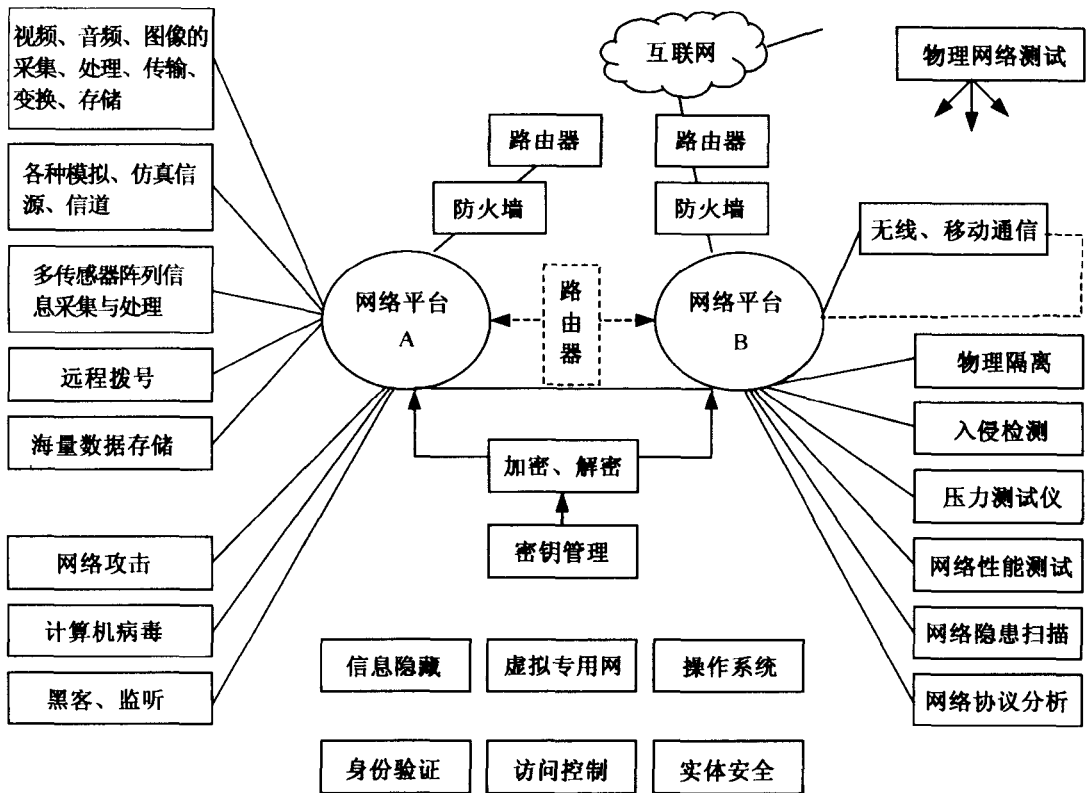 视频、音频、图像的
采集、处理、传输、
变换、存储
各种模拟、仿真信
源、信道
多传感器阵列信
息采集与处理
远程拨号
海量数据存储
网络攻击
计算机病毒
黑客、监听
互联网
路由器
防火墙
路由器
防火墙
网络平台
A
路
由
器
网络平台
B
加密、解密
密钥管理
信息隐藏
虚拟专用网
操作系统
身份验证
访问控制
实体安全
物理网络测试
无线、移动通信
物理隔离
入侵检测
压力测试仪
网络性能测试
网络隐患扫描
网络协议分析